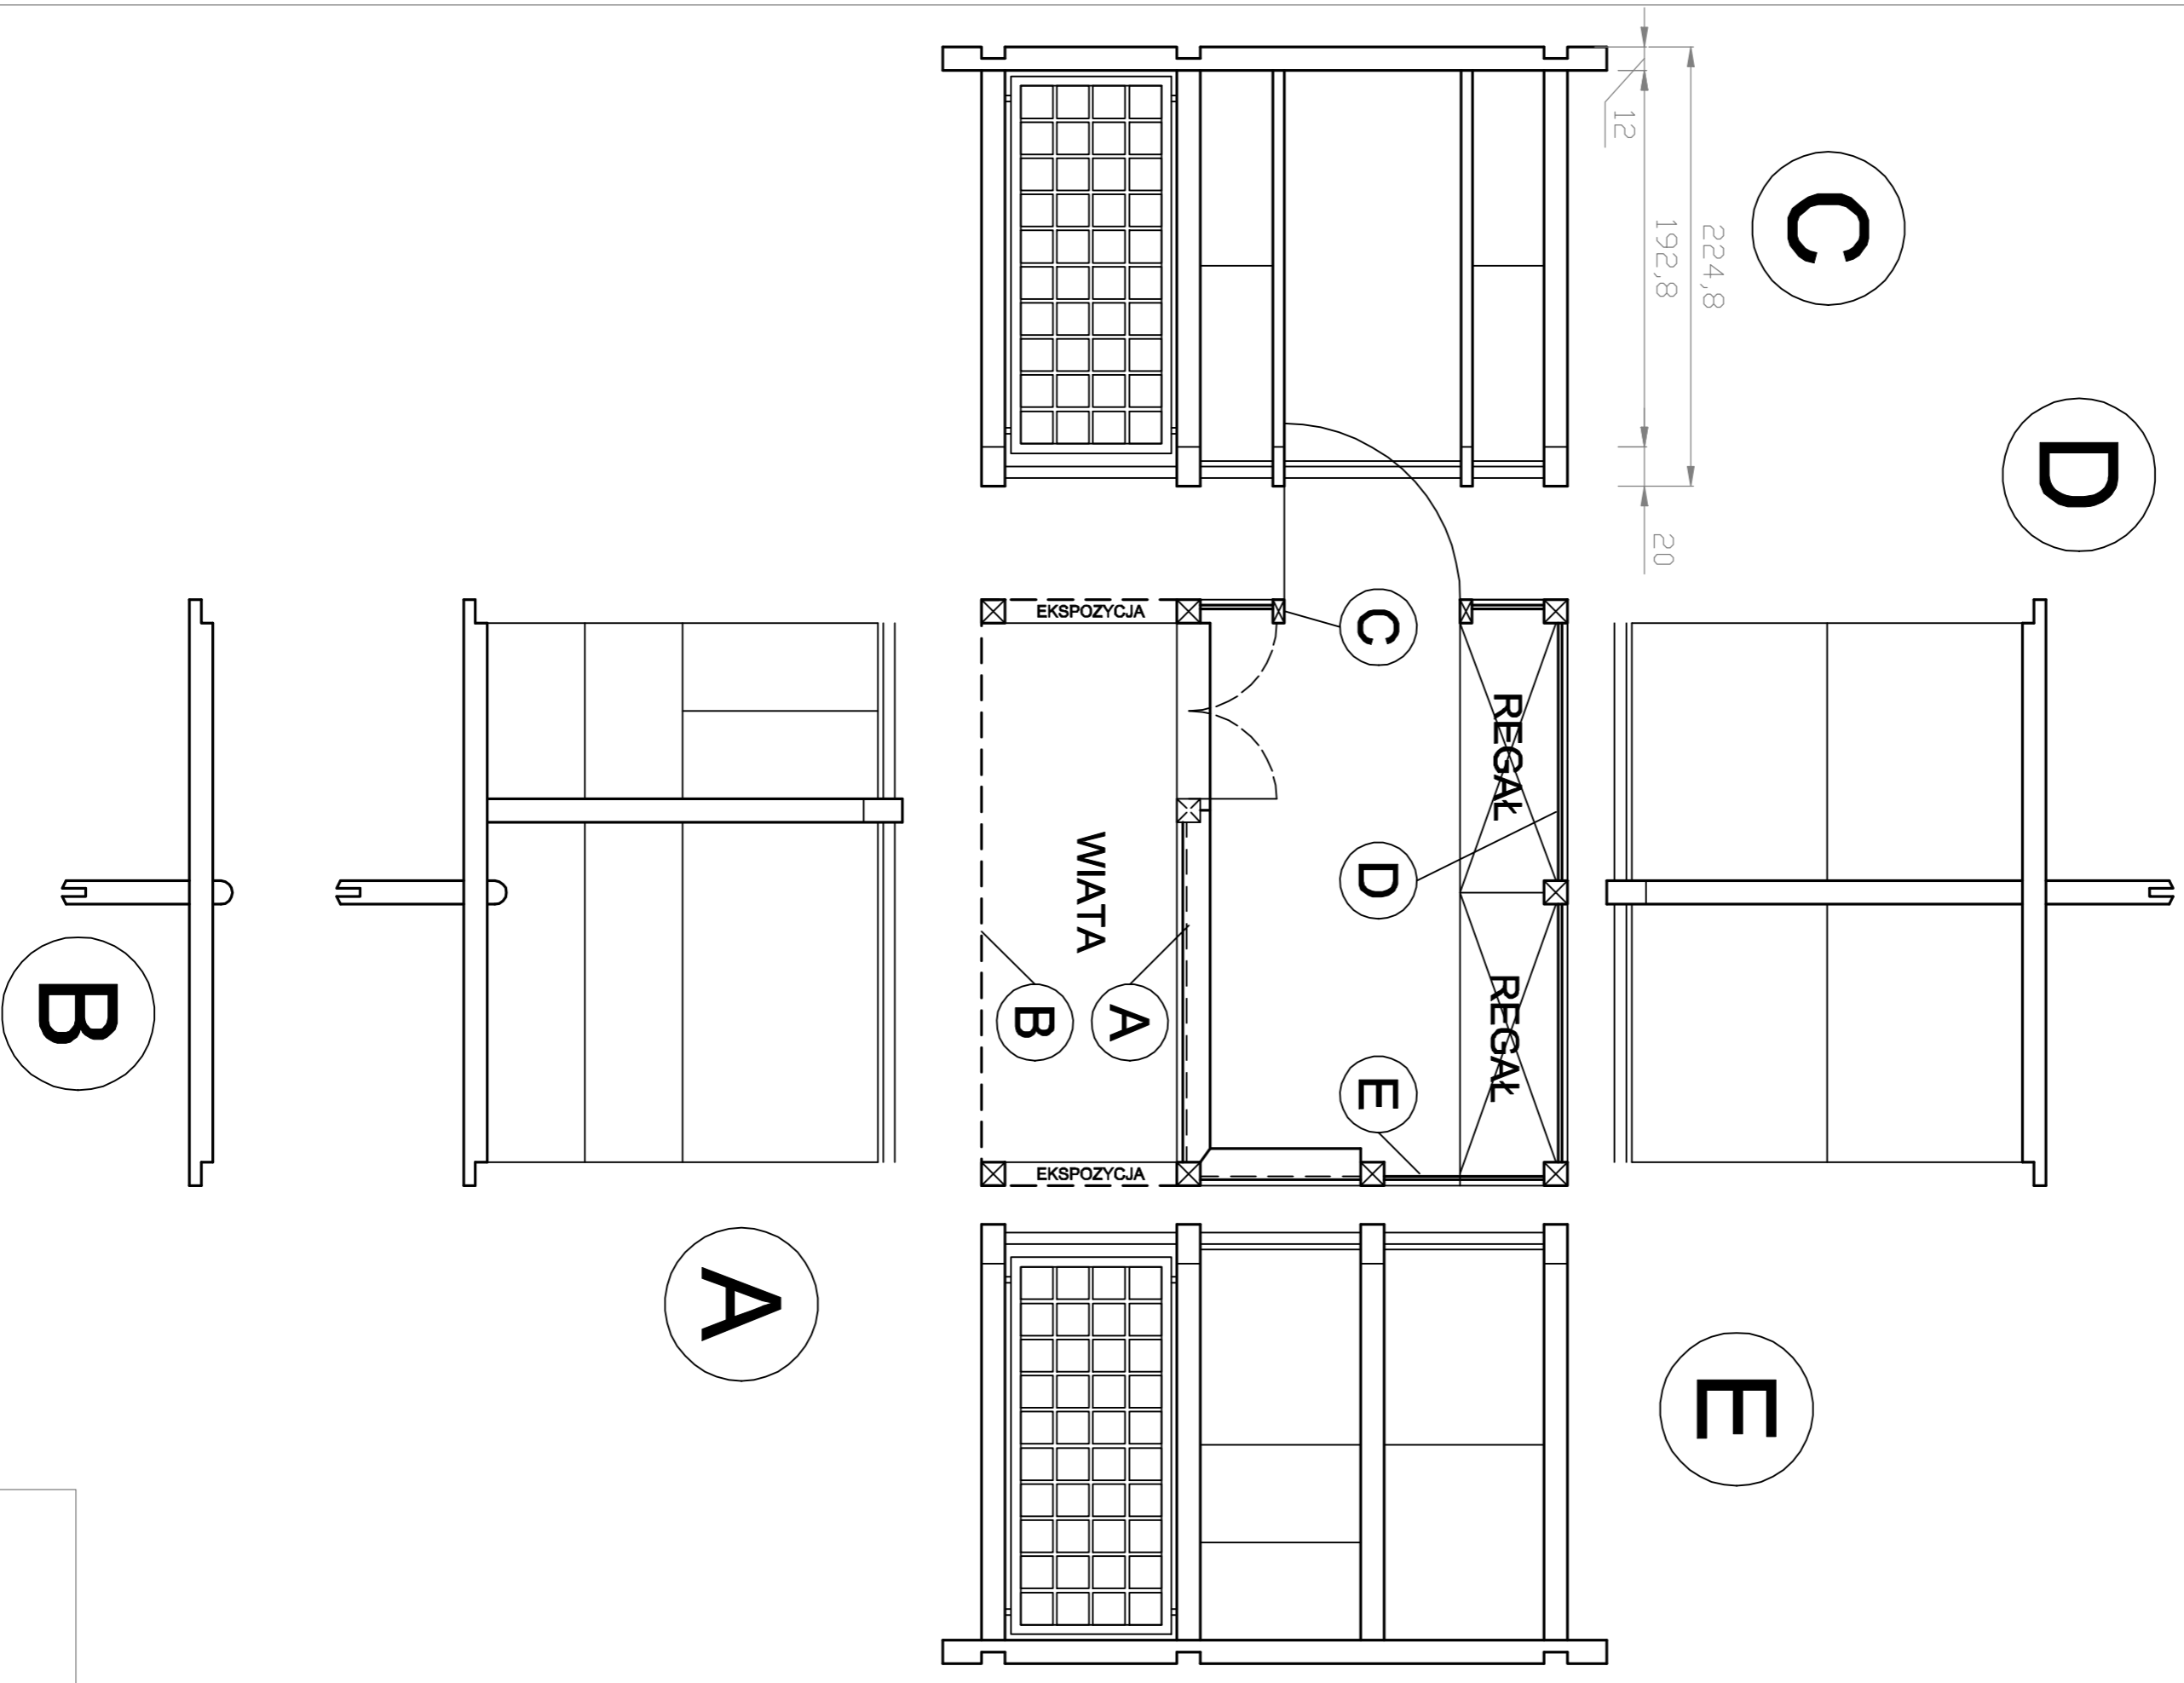 C
D
12
192,8
224,8
20
EKSPOZYCJA
C
REGAŁ
D
WIATA
REGAŁ
B
A
E
EKSPOZYCJA
B
A
E